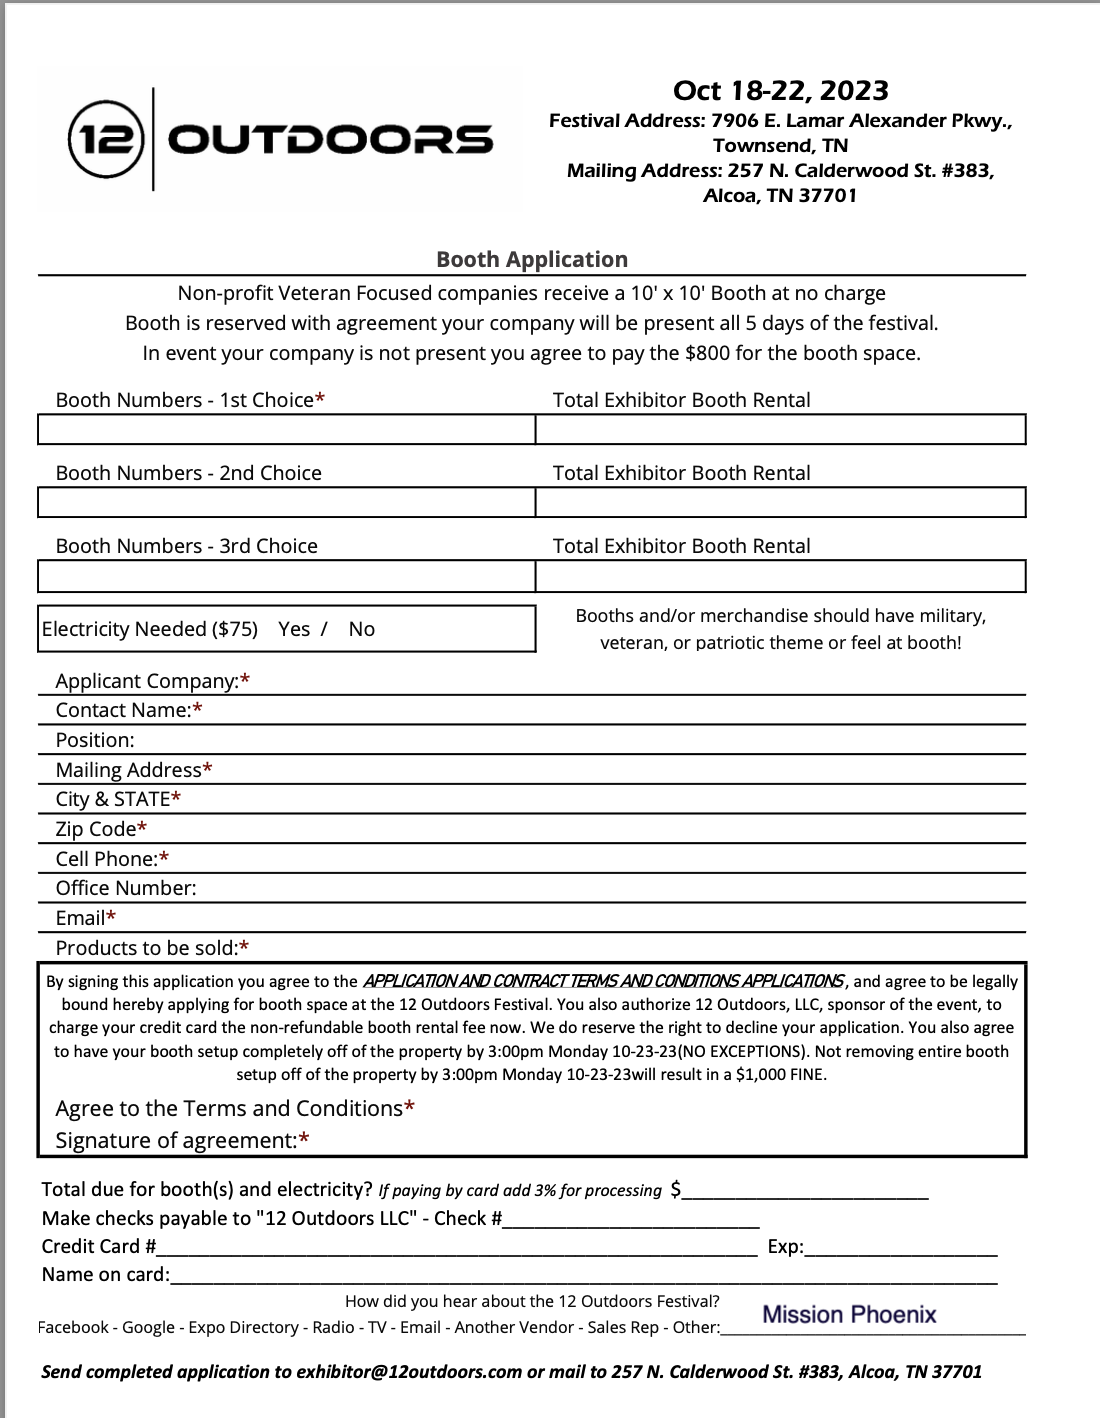 12 OUTDOORS
Oct 18-22, 2023
Festival Address: 7906 E. Lamar Alexander Pkwy.,
Townsend, TN
Mailing Address: 257 N. Calderwood St. #383,
Alcoa, TN 37701
Booth Application
Non-profit Veteran Focused companies receive a 10' x 10' Booth at no charge
Booth is reserved with agreement your company will be present all 5 days of the festival.
In event your company is not present you agree to pay the $800 for the booth space.
Booth Numbers - 1st Choice* Total Exhibitor Booth Rental
Booth Numbers - 2nd Choice Total Exhibitor Booth Rental
Booth Numbers - 3rd Choice Total Exhibitor Booth Rental
Electricity Needed ($75) Yes / No
Booths and/or merchandise should have military,
veteran, or patriotic theme or feel at booth!
Applicant Company:*
Contact Name:*
Position:
Mailing Address*
City & STATE*
Zip Code*
Cell Phone:*
Office Number:
Email*
Products to be sold:*
By signing this application you agree to the APPLICATION AND CONTRACT TERMS AND CONDITIONS APPLICATIONS, and agree to be legally
bound hereby applying for booth space at the 12 Outdoors Festival. You also authorize 12 Outdoors, LLC, sponsor of the event, to
charge your credit card the non-refundable booth rental fee now. We do reserve the right to decline your application. You also agree
to have your booth setup completely off of the property by 3:00pm Monday 10-23-23(NO EXCEPTIONS). Not removing entire booth
setup off of the property by 3:00pm Monday 10-23-23will result in a $1,000 FINE.
Agree to the Terms and Conditions*
Signature of agreement:*
Total due for booth(s) and electricity? If paying by card add 3% for processing $_______________________
Make checks payable to "12 Outdoors LLC" - Check #________________________
Credit Card #________________________________________________________ Exp:__________________
Name on card:_____________________________________________________________________________
How did you hear about the 12 Outdoors Festival?
Facebook - Google - Expo Directory - Radio - TV - Email - Another Vendor - Sales Rep - Other: Mission Phoenix
Send completed application to exhibitor@12outdoors.com or mail to 257 N. Calderwood St. #383, Alcoa, TN 37701